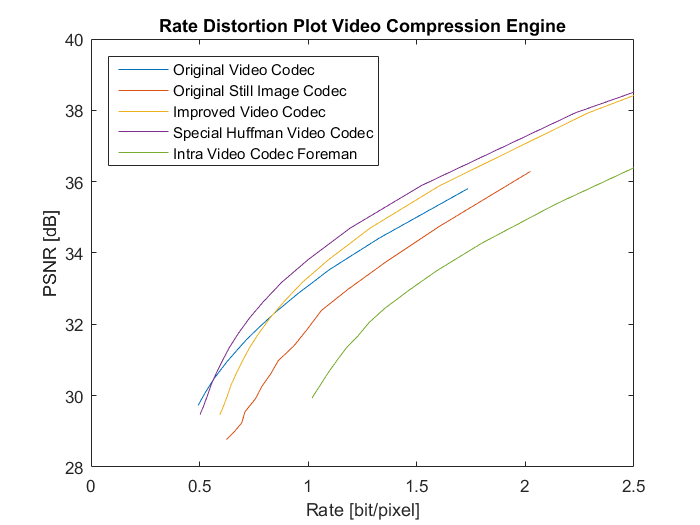 Rate Distortion Plot Video Compression Engine
40
38
36
34
32
30
28
PSNR [dB]
Original Video Codec
Original Still Image Codec
Improved Video Codec
Special Huffman Video Codec
Intra Video Codec Foreman
0
0.5
1
1.5
2
2.5
Rate [bit/pixel]